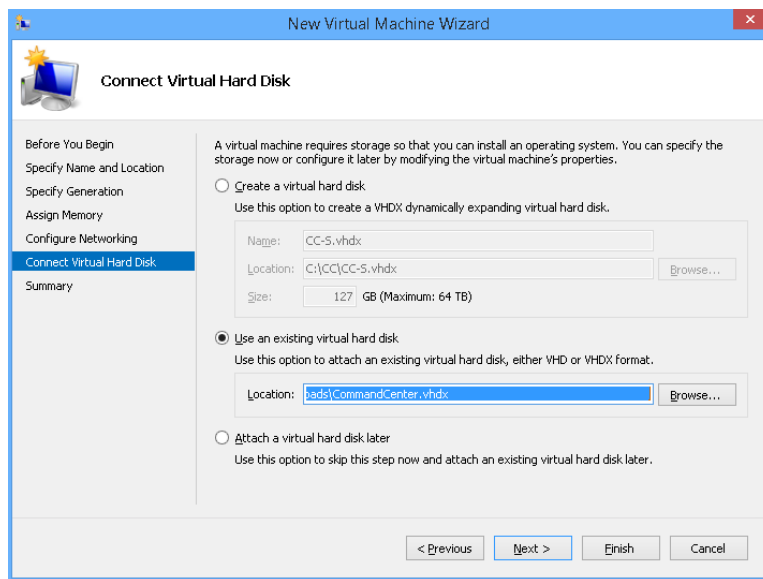 New Virtual Machine Wizard
Connect Virtual Hard Disk
Before You Begin
Specify Name and Location
Specify Generation
Assign Memory
Configure Networking
Connect Virtual Hard Disk
Summary
A virtual machine requires storage so that you can install an operating system. You can specify the
storage now or configure it later by modifying the virtual machine's properties.
Create a virtual hard disk
Use this option to create a VHDX dynamically expanding virtual hard disk.
Name: CC-S.vhdx
Location: C:\CC\CC-S.vhdx Browse...
Size: 127 GB (Maximum: 64 TB)
Use an existing virtual hard disk
Use this option to attach an existing virtual hard disk, either VHD or VHDX format.
Location: oads\CommandCenter.vhdx Browse...
Attach a virtual hard disk later
Use this option to skip this step now and attach an existing virtual hard disk later.
< Previous Next > Finish Cancel